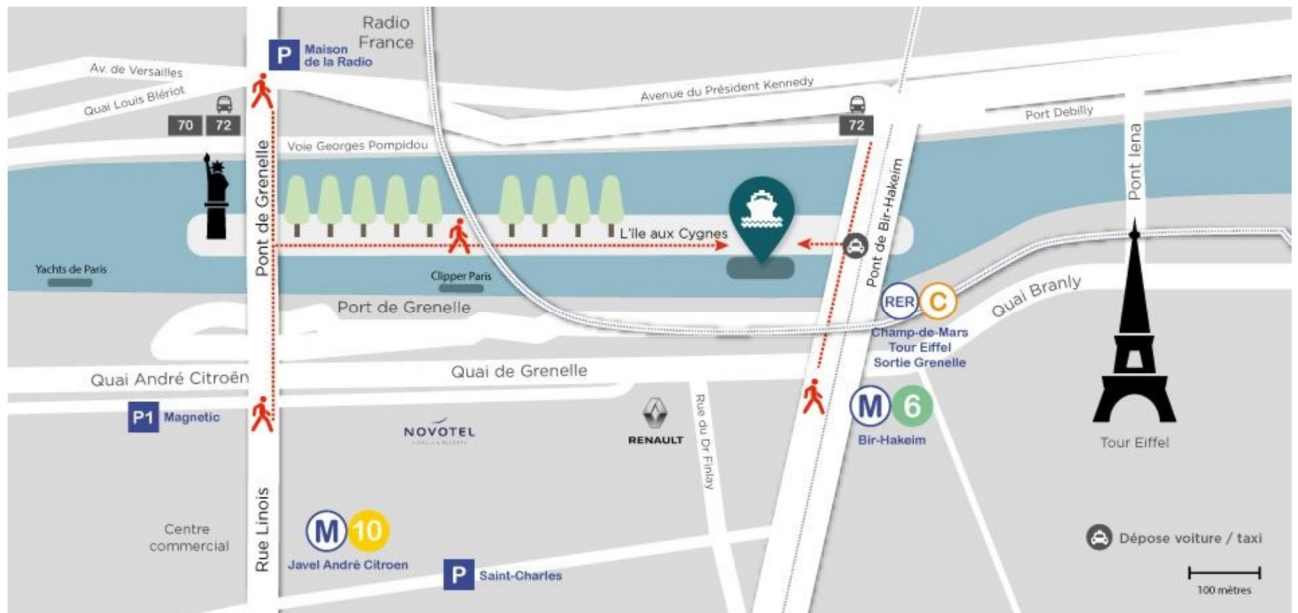 Radio
France
P
Maison
de la Radio
Av. de Versailles
Quai Louis Blériot
70
72
Voie Georges Pompidou
Avenue du Président Kennedy
72
Port Debilly
Pont Iena
Pont de Grenelle
Pont de Bir-Hakeim
L'île aux Cygnes
Yachts de Paris
Clipper Paris
Port de Grenelle
RER
C
Champ-de-Mars
Tour Eiffel
Sortie Grenelle
Quai Branly
Quai André Citroën
Quai de Grenelle
P1
Magnetic
NOVOTEL
RENAULT
Rue du Dr Finlay
M
6
Bir-Hakeim
Tour Eiffel
Rue Linois
Centre
commercial
M
10
Javel André Citroen
P
Saint-Charles
Dépose voiture / taxi
100 mètres